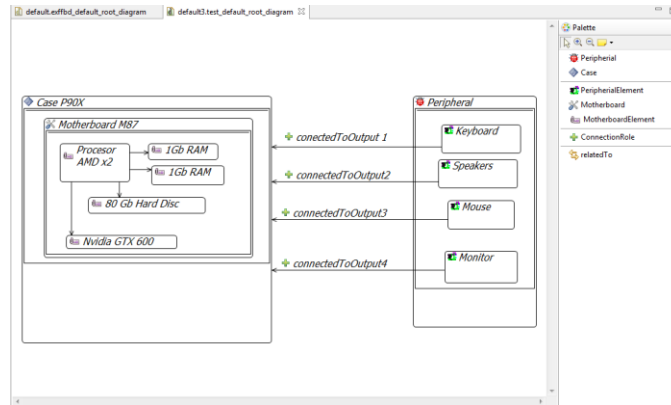 default.exffbd_default_root_diagram
default3.test_default_root_diagram
Palette
Peripherial
Case
PeripherialElement
Motherboard
MotherboardElement
ConnectionRole
relatedTo
Case P90X
Motherboard M87
Procesor
AMD x2
1Gb RAM
1Gb RAM
80 Gb Hard Disc
Nvidia GTX 600
conectedToOutput 1
connectedToOutput2
connectedToOutput3
connectedToOutput4
Peripheral
Keyboard
Speakers
Mouse
Monitor